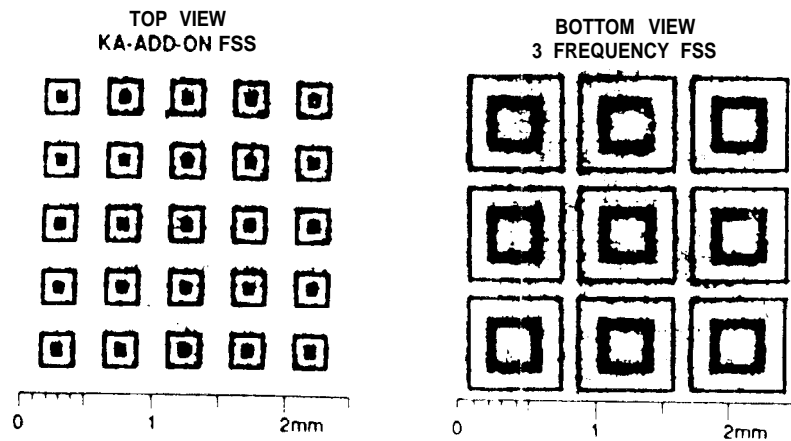 TOP VIEW
KA-ADD-ON FSS
BOTTOM VIEW
3 FREQUENCY FSS
0 1 2mm
0 1 2mm